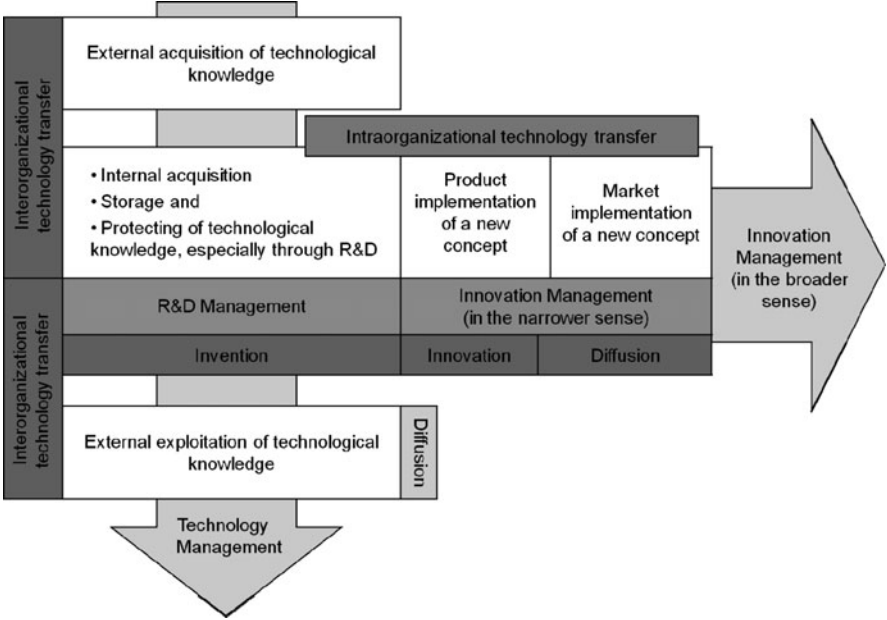 Interorganizational
technology transfer
External acquisition of technological
knowledge
Intraorganizational technology transfer
• Internal acquisition
• Storage and
• Protecting of technological
knowledge, especially through R&D
Product
implementation
of a new
concept
Market
implementation
of a new concept
Innovation
Management
(in the broader
sense)
Interorganizational
technology transfer
R&D Management
Innovation Management
(in the narrower sense)
Invention
Innovation
Diffusion
External exploitation of technological
knowledge
Diffusion
Technology
Management